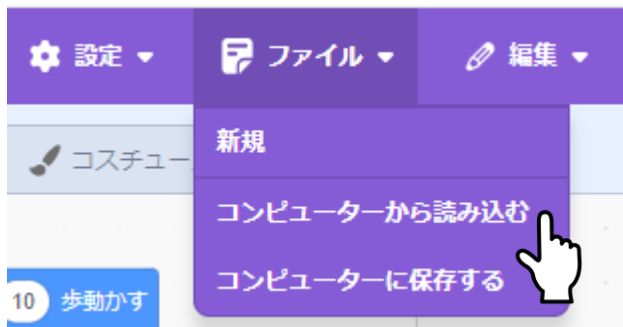 設定 ファイル 編集
新規
コスチュー
コンピューターから読み込む
コンピューターに保存する
10 歩動かす